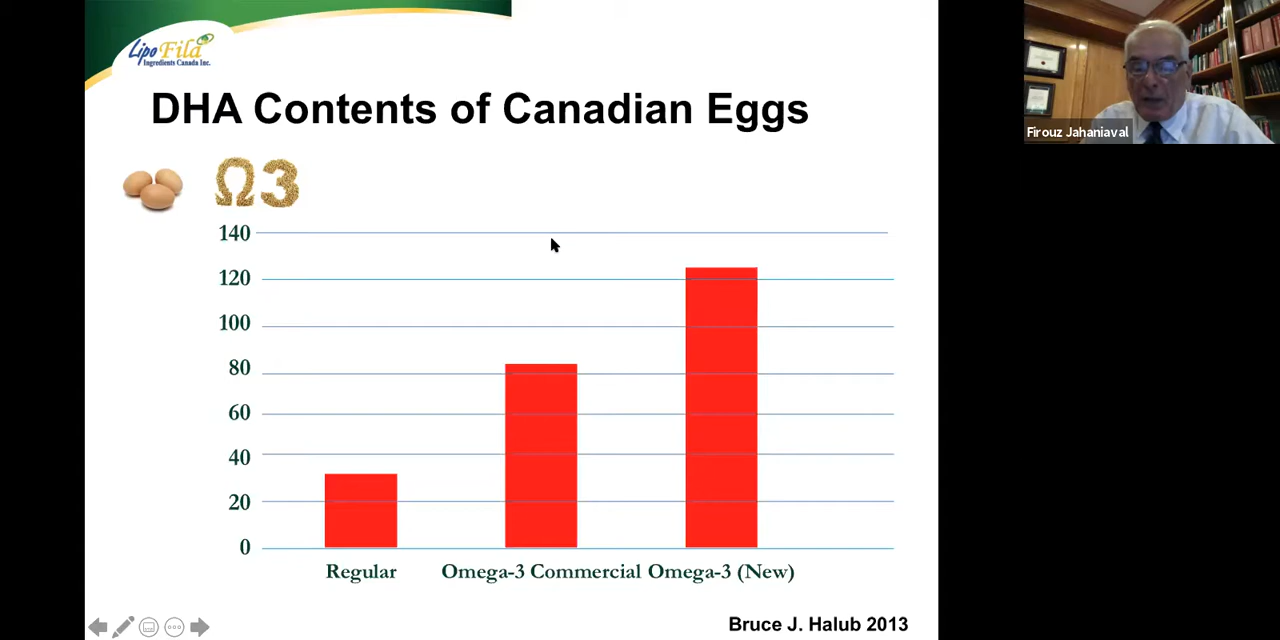 Lipo Fila
Ingredients Canada Inc.
DHA Contents of Canadian Eggs
Ω3
140
120
100
80
60
40
20
0
Regular
Omega-3 Commercial
Omega-3 (New)
Bruce J. Halub 2013
Firouz Jahaniaval